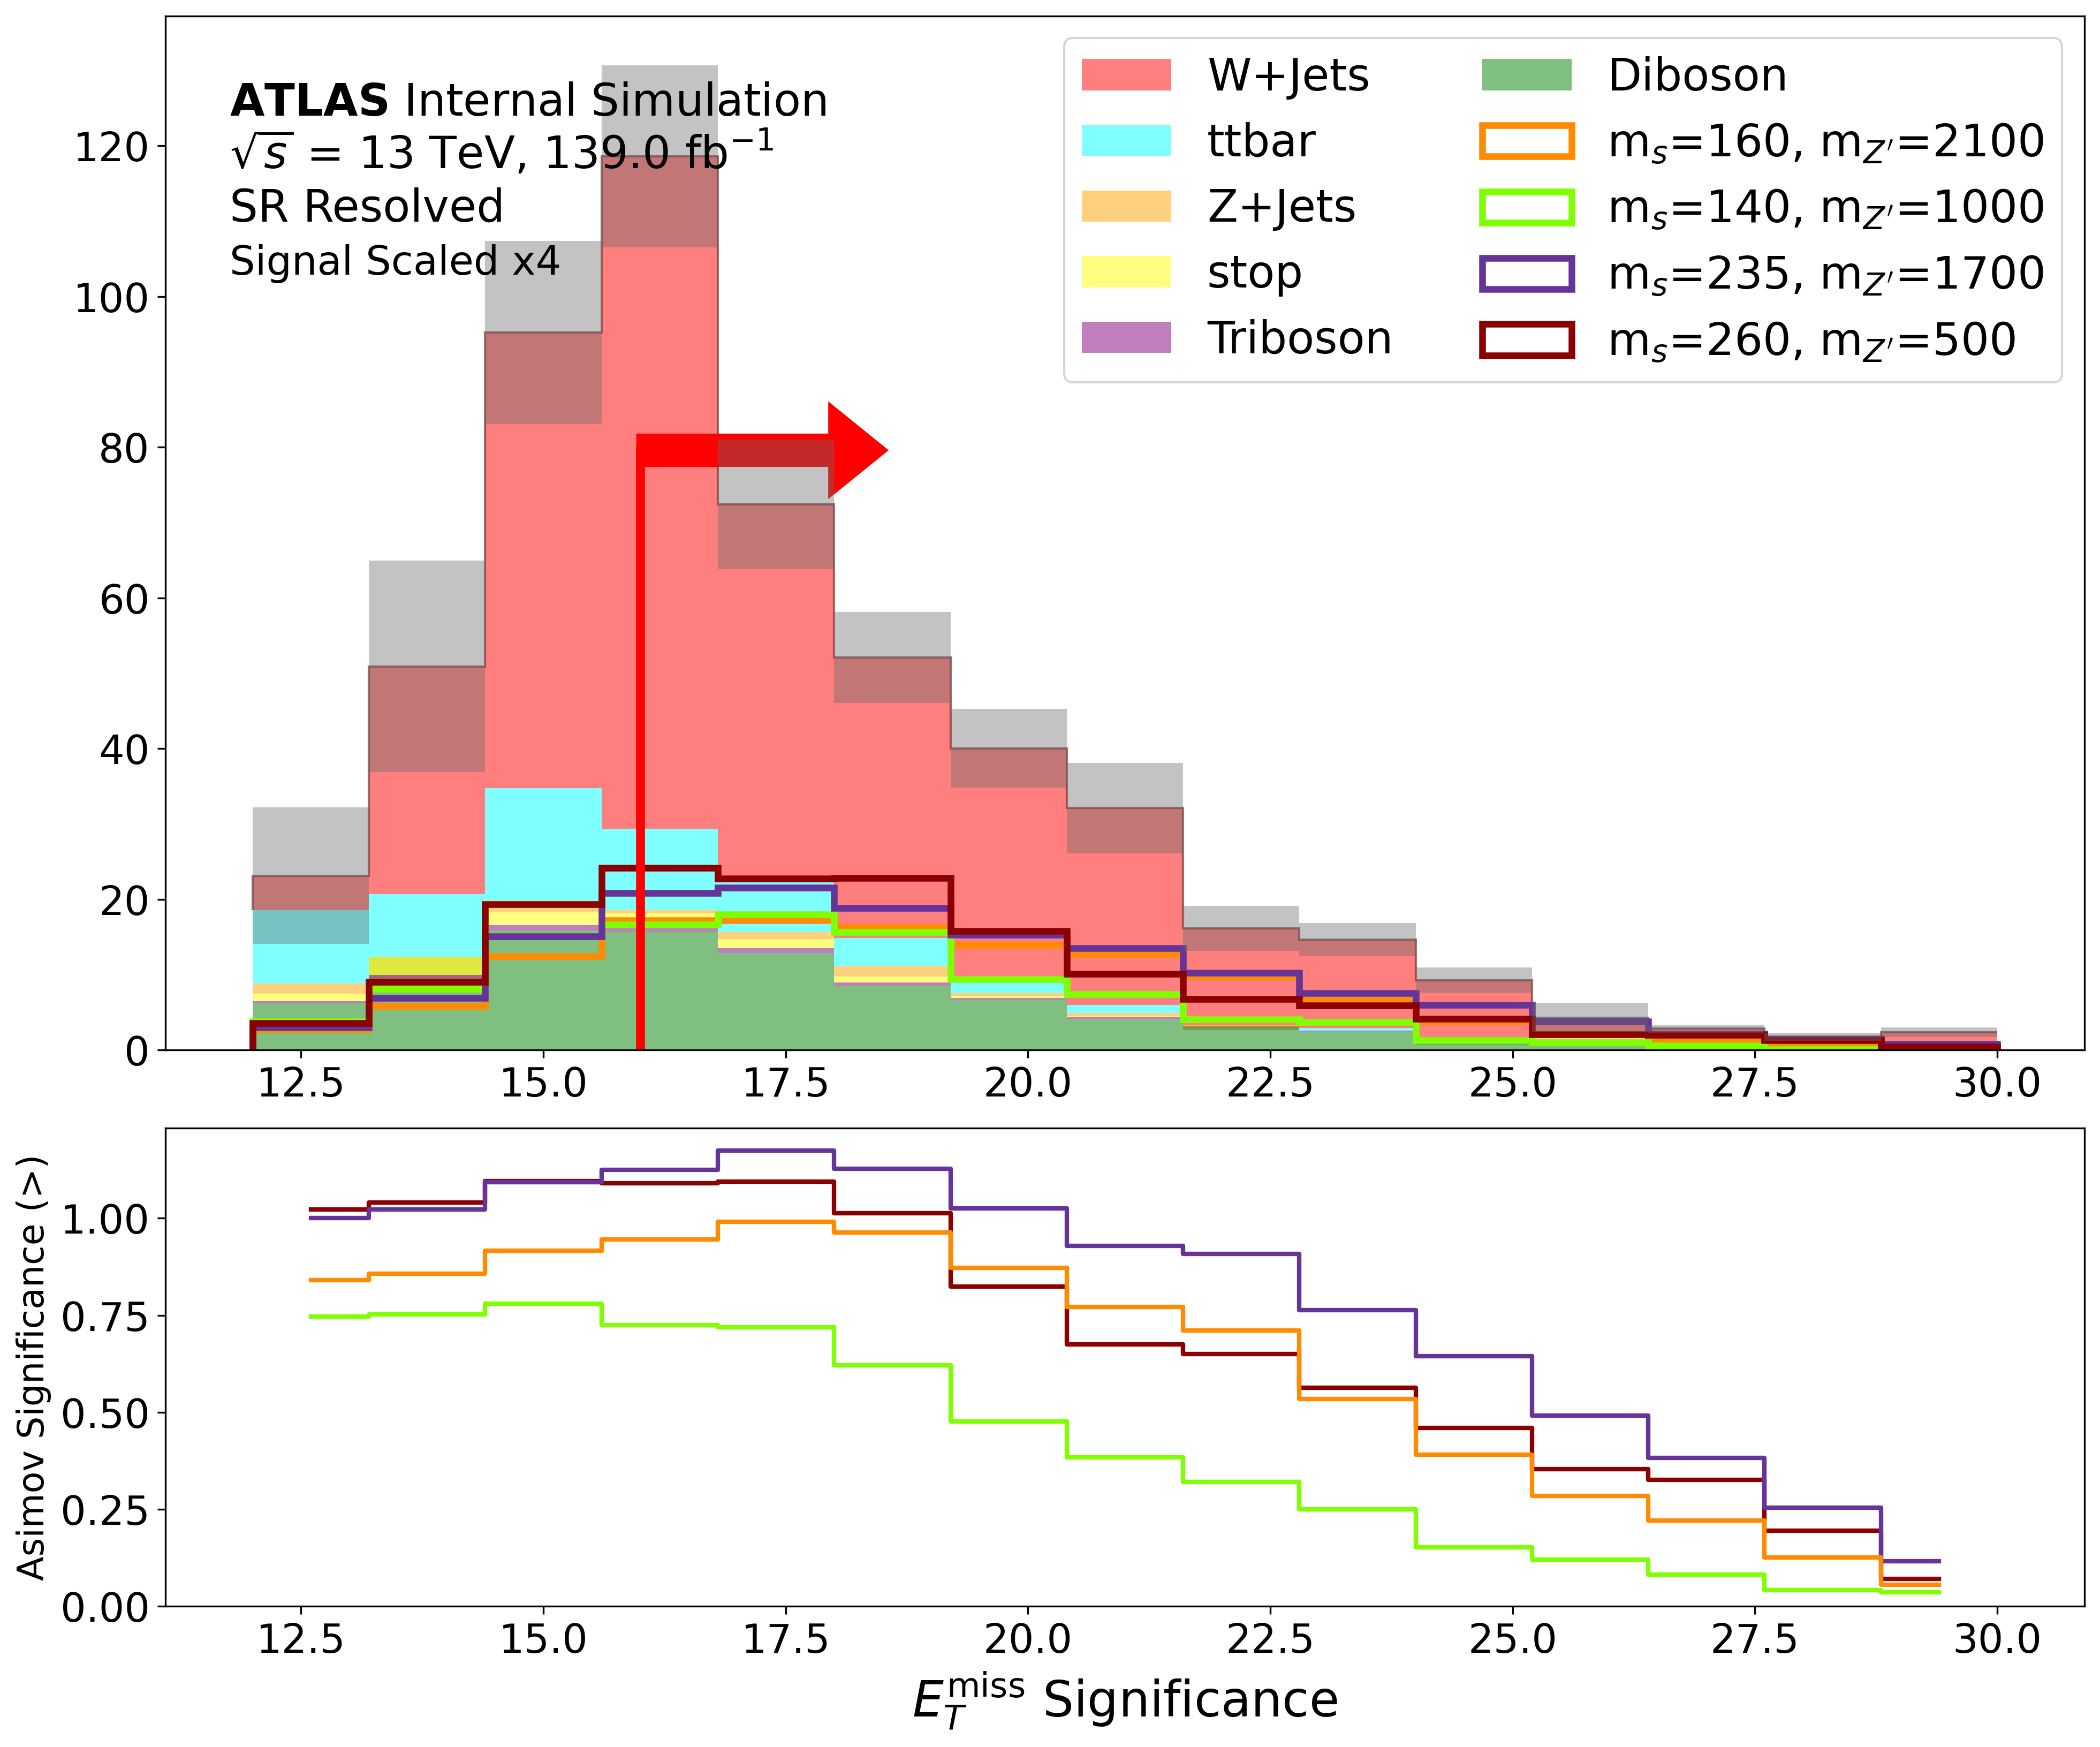 ATLAS Internal Simulation
√s = 13 TeV, 139.0 fb⁻¹
SR Resolved
Signal Scaled x4
W+Jets
ttbar
Z+Jets
stop
Triboson
Diboson
mₛ=160, m_Z′=2100
mₛ=140, m_Z′=1000
mₛ=235, m_Z′=1700
mₛ=260, m_Z′=500
120
100
80
60
40
20
0
12.5 15.0 17.5 20.0 22.5 25.0 27.5 30.0
Asimov Significance (>)
1.00
0.75
0.50
0.25
0.00
12.5 15.0 17.5 20.0 22.5 25.0 27.5 30.0
E_T^miss Significance